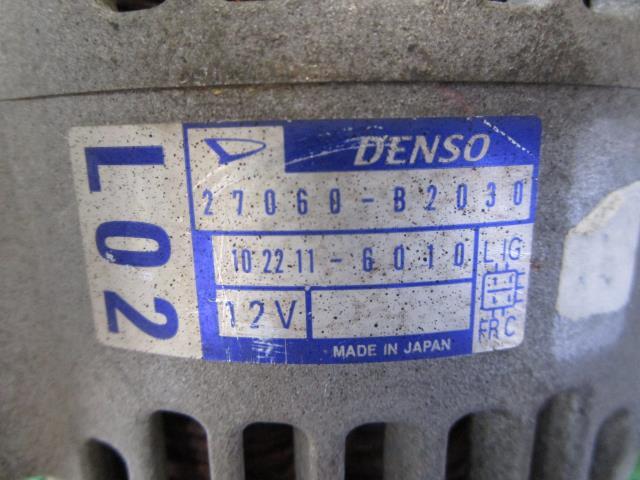 L02
DENSO
27060-B2030
102211-6010
12V
L IG
FR C
MADE IN JAPAN